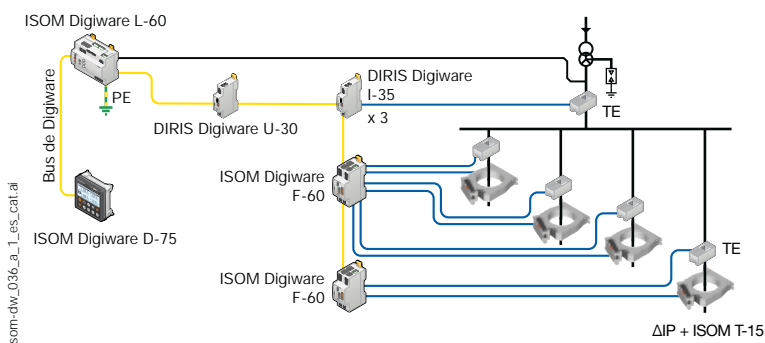 ISOM Digiware L-60
PE
Bus de Digiware
DIRIS Digiware U-30
DIRIS Digiware
I-35
x 3
TE
ISOM Digiware
F-60
ISOM Digiware D-75
ISOM Digiware
F-60
TE
ΔIP + ISOM T-15
som-dw_036_a_1_es_cat.ai